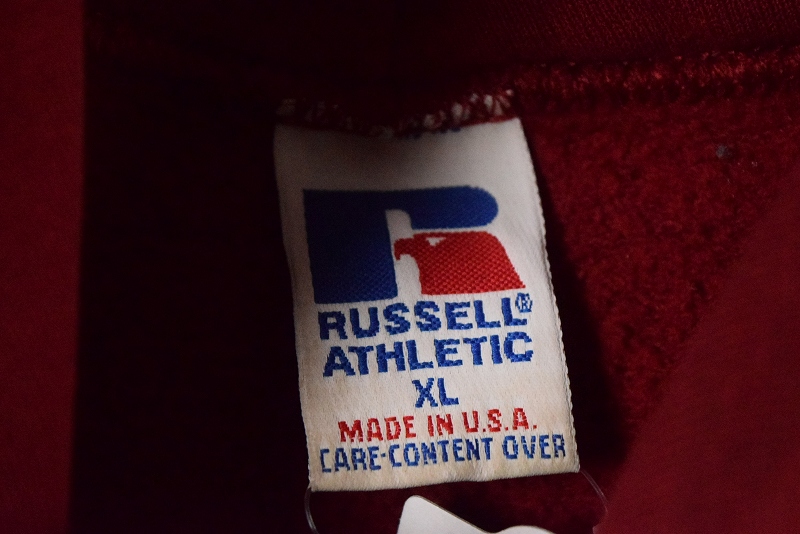 RUSSELL®
ATHLETIC
XL
MADE IN U.S.A.
CARE-CONTENT OVER